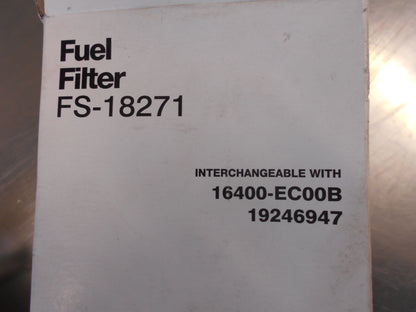 Fuel
Filter
FS-18271
INTERCHANGEABLE WITH
16400-EC00B
19246947